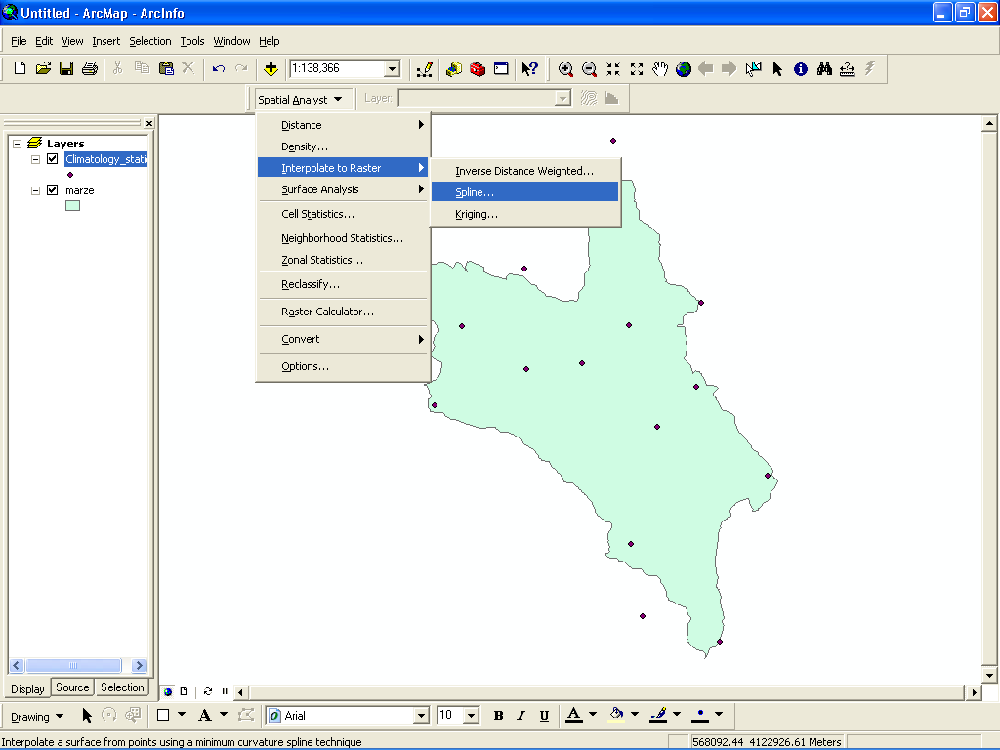 Untitled - ArcMap - ArcInfo
File Edit View Insert Selection Tools Window Help
1:138,366
Spatial Analyst Layer:
Distance
Density...
Interpolate to Raster
Surface Analysis
Cell Statistics...
Neighborhood Statistics...
Zonal Statistics...
Reclassify...
Raster Calculator...
Convert
Options...
Inverse Distance Weighted...
Spline...
Kriging...
Layers
Climatology_stati
marze
Display Source Selection
Drawing A Arial 10 B I U A
Interpolate a surface from points using a minimum curvature spline technique
568092.44 4122926.61 Meters